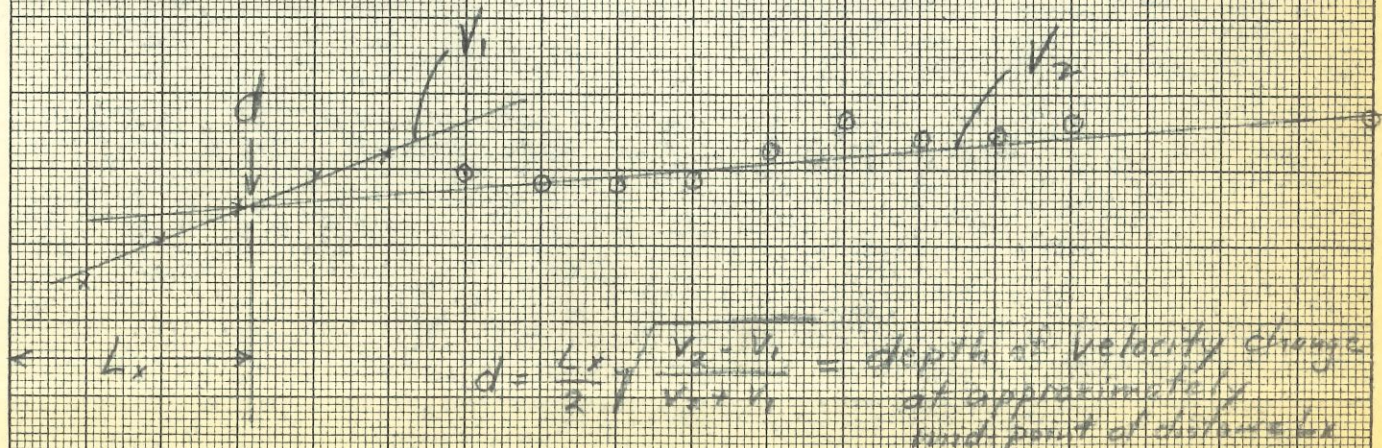 V₁
V₂
d
Lₓ
d = Lₓ/2 √(V₂ - V₁ / V₂ + V₁) = depth of velocity change
at approximately
mid-point of distance Lₓ